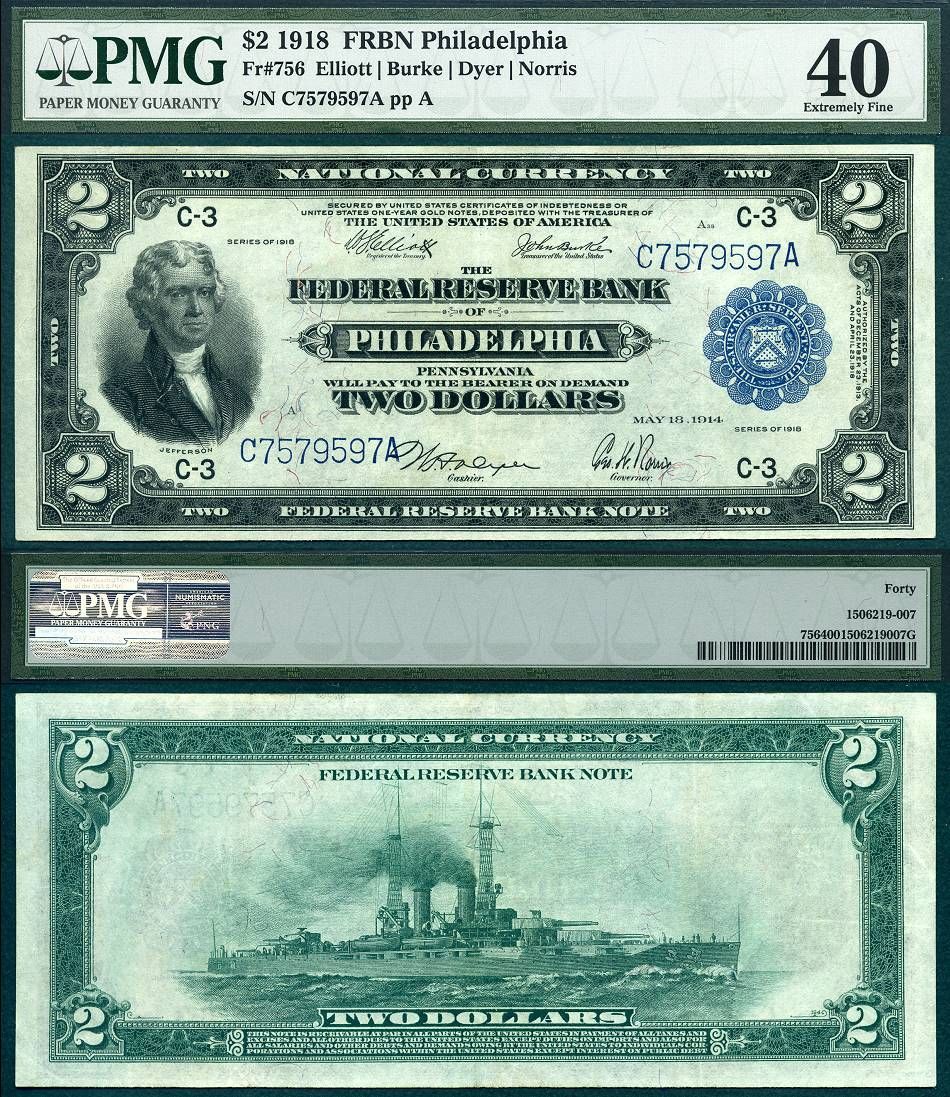 PMG
PAPER MONEY GUARANTY
$2 1918 FRBN Philadelphia
Fr#756 Elliott | Burke | Dyer | Norris
S/N C7579597A pp A
40
Extremely Fine
2 TWO NATIONAL CURRENCY TWO 2
SECURED BY UNITED STATES CERTIFICATES OF INDEBTEDNESS OR
UNITED STATES ONE-YEAR GOLD NOTES, DEPOSITED WITH THE TREASURER OF
THE UNITED STATES OF AMERICA
C-3 A C-3
SERIES OF 1918
W S Elliott
Register of the Treasury.
John Burke
Treasurer of the United States
C7579597A
THE
FEDERAL RESERVE BANK
OF
PHILADELPHIA
PENNSYLVANIA
WILL PAY TO THE BEARER ON DEMAND
TWO DOLLARS
AUTHORIZED BY THE
ACTS OF DECEMBER 23, 1913
AND APRIL 23, 1918
TWO
TWO
A
MAY 18, 1914
SERIES OF 1918
JEFFERSON
C-3 C7579597A
W. H. Dyer
Cashier.
Geo. W. Norris
Governor.
C-3
2 TWO FEDERAL RESERVE BANK NOTE TWO 2
PMG
PAPER MONEY GUARANTY
NUMISMATIC
PNG
Forty
1506219-007
7564001506219007G
2 NATIONAL CURRENCY 2
FEDERAL RESERVE BANK NOTE
2 TWO DOLLARS 2
THIS NOTE IS RECEIVABLE AT PAR IN ALL PARTS OF THE UNITED STATES IN PAYMENT OF ALL TAXES AND
EXCISES AND ALL OTHER DUES TO THE UNITED STATES EXCEPT DUTIES ON IMPORTS AND ALSO FOR
ALL SALARIES AND OTHER DEBTS AND DEMANDS OWING BY THE UNITED STATES TO INDIVIDUALS COR
PORATIONS AND ASSOCIATIONS WITHIN THE UNITED STATES EXCEPT INTEREST ON PUBLIC DEBT